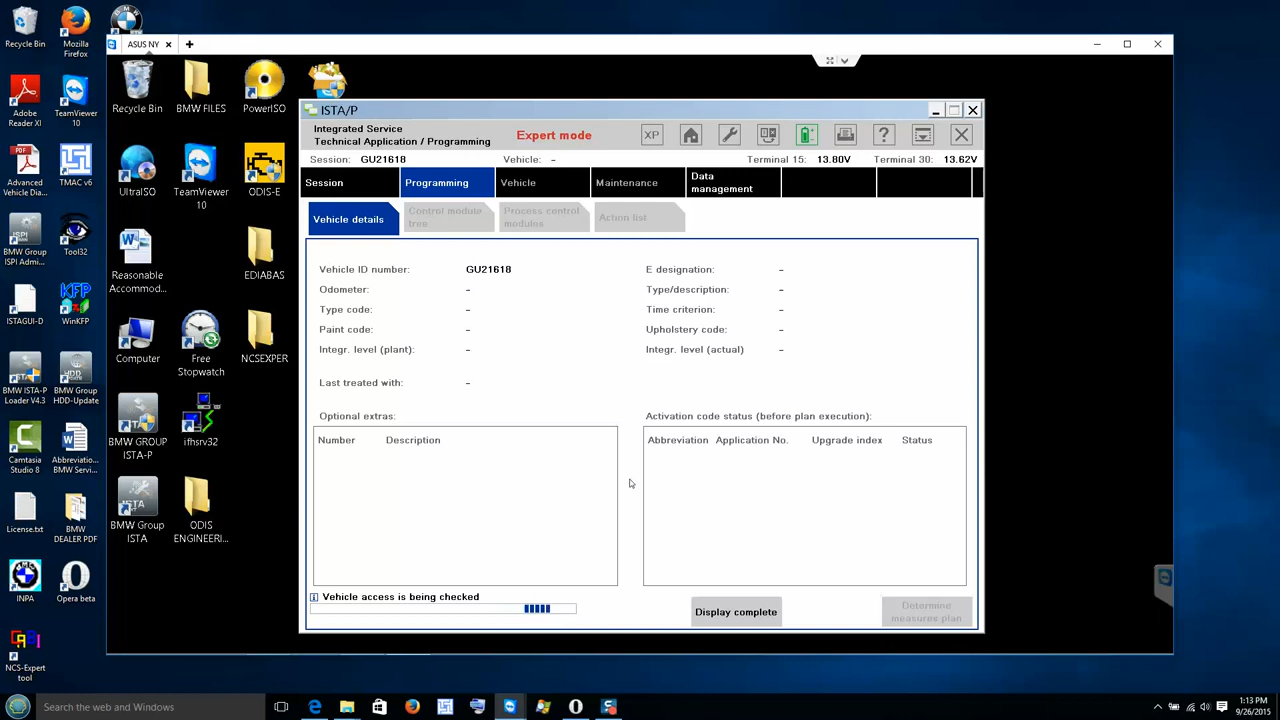 Recycle Bin
Mozilla
Firefox
Adobe
Reader XI
TeamViewer
10
Advanced
Vehicle Dia...
TMAC v6
BMW Group
ISPI Admi...
Tool32
ISTAGUI-D
WinKFP
BMW ISTA-P
Loader V4.3
BMW Group
HDD-Update
Camtasia
Studio 8
Abbreviatio...
BMW Servi...
License.txt
BMW
DEALER PDF
INPA
Opera beta
NCS-Expert
tool
ASUS NY
Recycle Bin
BMW FILES
PowerISO
UltraISO
TeamViewer
10
ODIS-E
Reasonable
Accommod...
EDIABAS
Computer
Free
Stopwatch
NCSEXPER
BMW GROUP
ISTA-P
ifhsrv32
BMW Group
ISTA
ODIS
ENGINEERI...
ISTA/P
Integrated Service
Technical Application / Programming
Expert mode
XP
Session: GU21618
Vehicle: -
Terminal 15: 13.80V
Terminal 30: 13.62V
Session
Programming
Vehicle
Maintenance
Data
management
Vehicle details
Control module
tree
Process control
modules
Action list
Vehicle ID number: GU21618
E designation: -
Odometer: -
Type/description: -
Type code: -
Time criterion: -
Paint code: -
Upholstery code: -
Integr. level (plant): -
Integr. level (actual) -
Last treated with: -
Optional extras:
Activation code status (before plan execution):
Number Description
Abbreviation Application No. Upgrade index Status
Vehicle access is being checked
Display complete
Determine
measures plan
Search the web and Windows
1:13 PM
9/26/2015